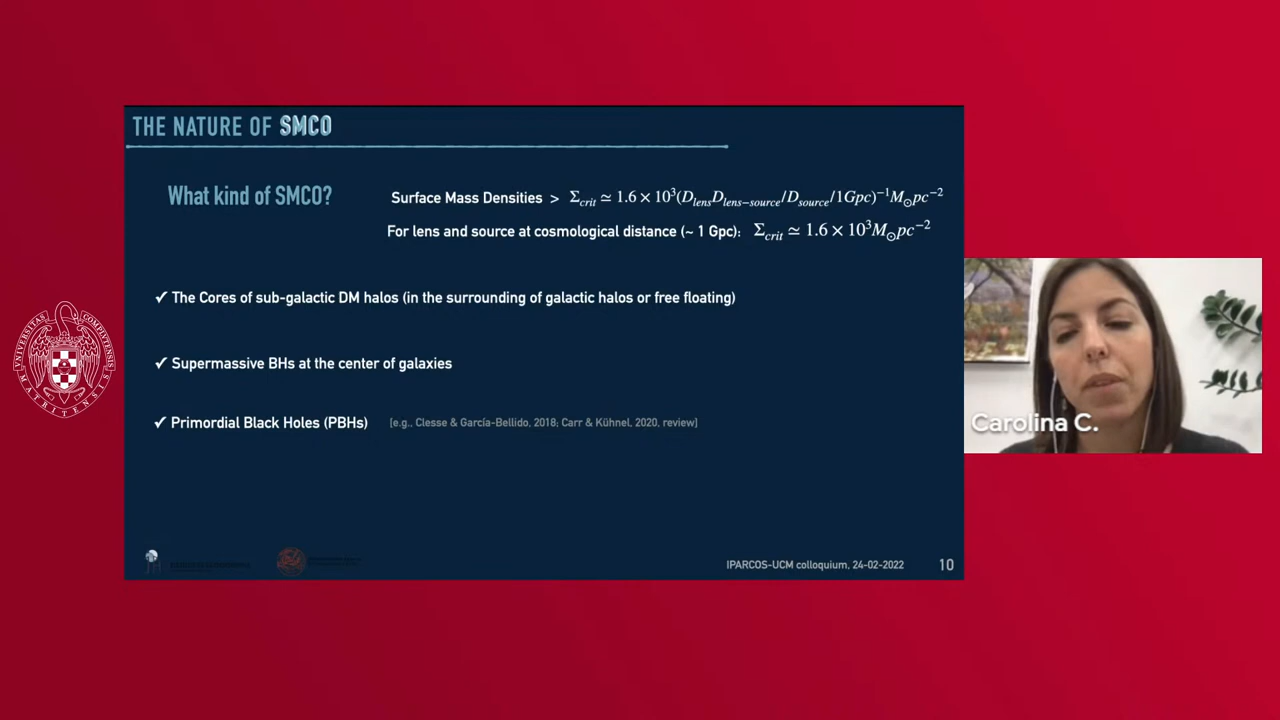 THE NATURE OF SMCO
What kind of SMCO?
Surface Mass Densities > Σcrit ≃ 1.6 × 10³(DlensDlens−source/Dsource/1Gpc)⁻¹M⊙pc⁻²
For lens and source at cosmological distance (~ 1 Gpc): Σcrit ≃ 1.6 × 10³M⊙pc⁻²
✓ The Cores of sub-galactic DM halos (in the surrounding of galactic halos or free floating)
✓ Supermassive BHs at the center of galaxies
✓ Primordial Black Holes (PBHs) [e.g., Clesse & García-Bellido, 2018; Carr & Kühnel, 2020, review]
IPARCOS-UCM colloquium, 24-02-2022 10
Carolina C.
VNIVERSITAS COMPLVTENSIS
MATRITENSIS